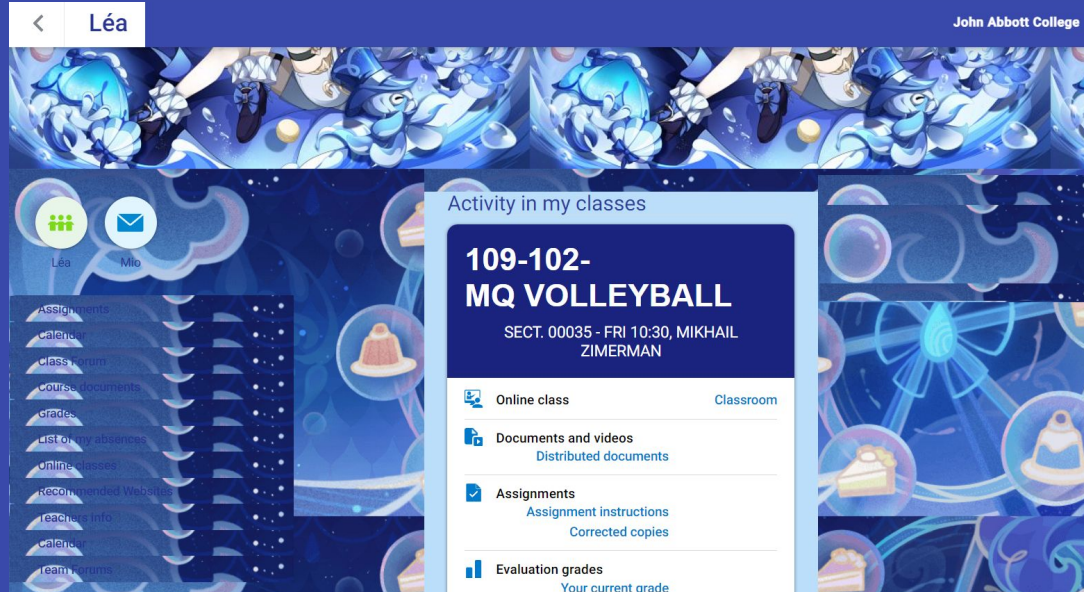 Léa
John Abbott College
Léa
Mio
Assignments
Calendar
Class Forum
Course documents
Grades
List of my absences
Online classes
Recommended Websites
Teachers Info
Calendar
Team Forums
Activity in my classes
109-102-
MQ VOLLEYBALL
SECT. 00035 - FRI 10:30, MIKHAIL
ZIMERMAN
Online class Classroom
Documents and videos
Distributed documents
Assignments
Assignment instructions
Corrected copies
Evaluation grades
Your current grade